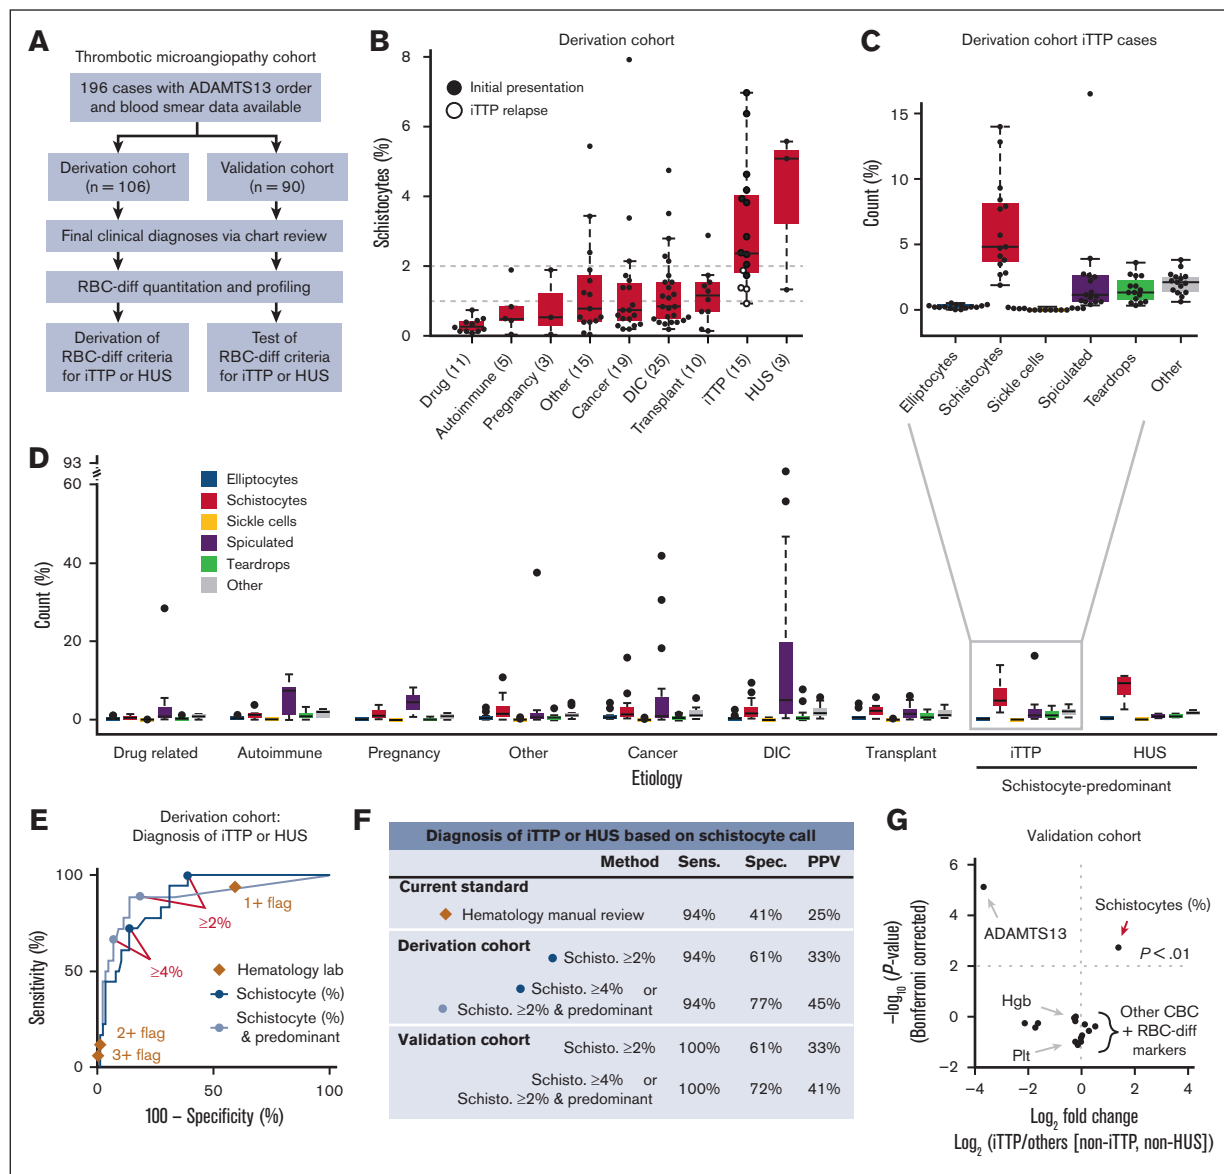 A
Thrombotic microangiopathy cohort
196 cases with ADAMTS13 order
and blood smear data available
Derivation cohort
(n = 106)
Validation cohort
(n = 90)
Final clinical diagnoses via chart review
RBC-diff quantitation and profiling
Derivation of
RBC-diff criteria
for iTTP or HUS
Test of
RBC-diff criteria
for iTTP or HUS
B
Derivation cohort
Initial presentation
iTTP relapse
Schistocytes (%)
8
6
4
2
0
Drug (11)
Autoimmune (5)
Pregnancy (3)
Other (15)
Cancer (19)
DIC (25)
Transplant (10)
iTTP (15)
HUS (3)
C
Derivation cohort iTTP cases
Count (%)
15
10
5
0
Elliptocytes
Schistocytes
Sickle cells
Spiculated
Teardrops
Other
D
93
60
40
20
0
Count (%)
Elliptocytes
Schistocytes
Sickle cells
Spiculated
Teardrops
Other
Drug related
Autoimmune
Pregnancy
Other
Cancer
DIC
Transplant
iTTP
HUS
Etiology
Schistocyte-predominant
E
Derivation cohort:
Diagnosis of iTTP or HUS
Sensitivity (%)
100
50
0
1+ flag
≥2%
≥4%
2+ flag
3+ flag
Hematology lab
Schistocyte (%)
Schistocyte (%)
& predominant
0
50
100
100 – Specificity (%)
F
Diagnosis of iTTP or HUS based on schistocyte call
Method Sens. Spec. PPV
Current standard
Hematology manual review 94% 41% 25%
Derivation cohort
Schisto. ≥2% 94% 61% 33%
Schisto. ≥4% or
Schisto. ≥2% & predominant 94% 77% 45%
Validation cohort
Schisto. ≥2% 100% 61% 33%
Schisto. ≥4% or
Schisto. ≥2% & predominant 100% 72% 41%
G
Validation cohort
–log10 (P-value)
(Bonferroni corrected)
6
4
2
0
−2
ADAMTS13
Schistocytes (%)
P < .01
Hgb
Plt
Other CBC
+ RBC-diff
markers
−4
−2
0
2
4
Log2 fold change
Log2 (iTTP/others [non-iTTP, non-HUS])